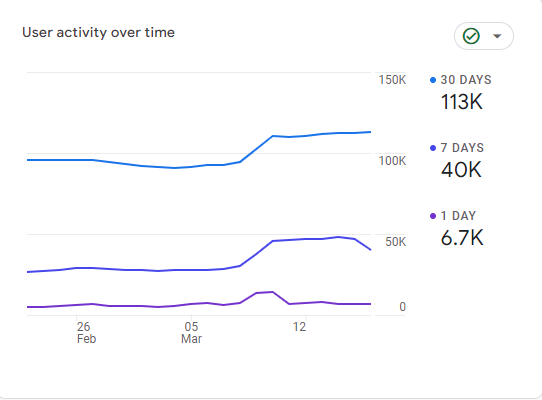 User activity over time
150K
100K
50K
0
26
Feb
05
Mar
12
30 DAYS
113K
7 DAYS
40K
1 DAY
6.7K